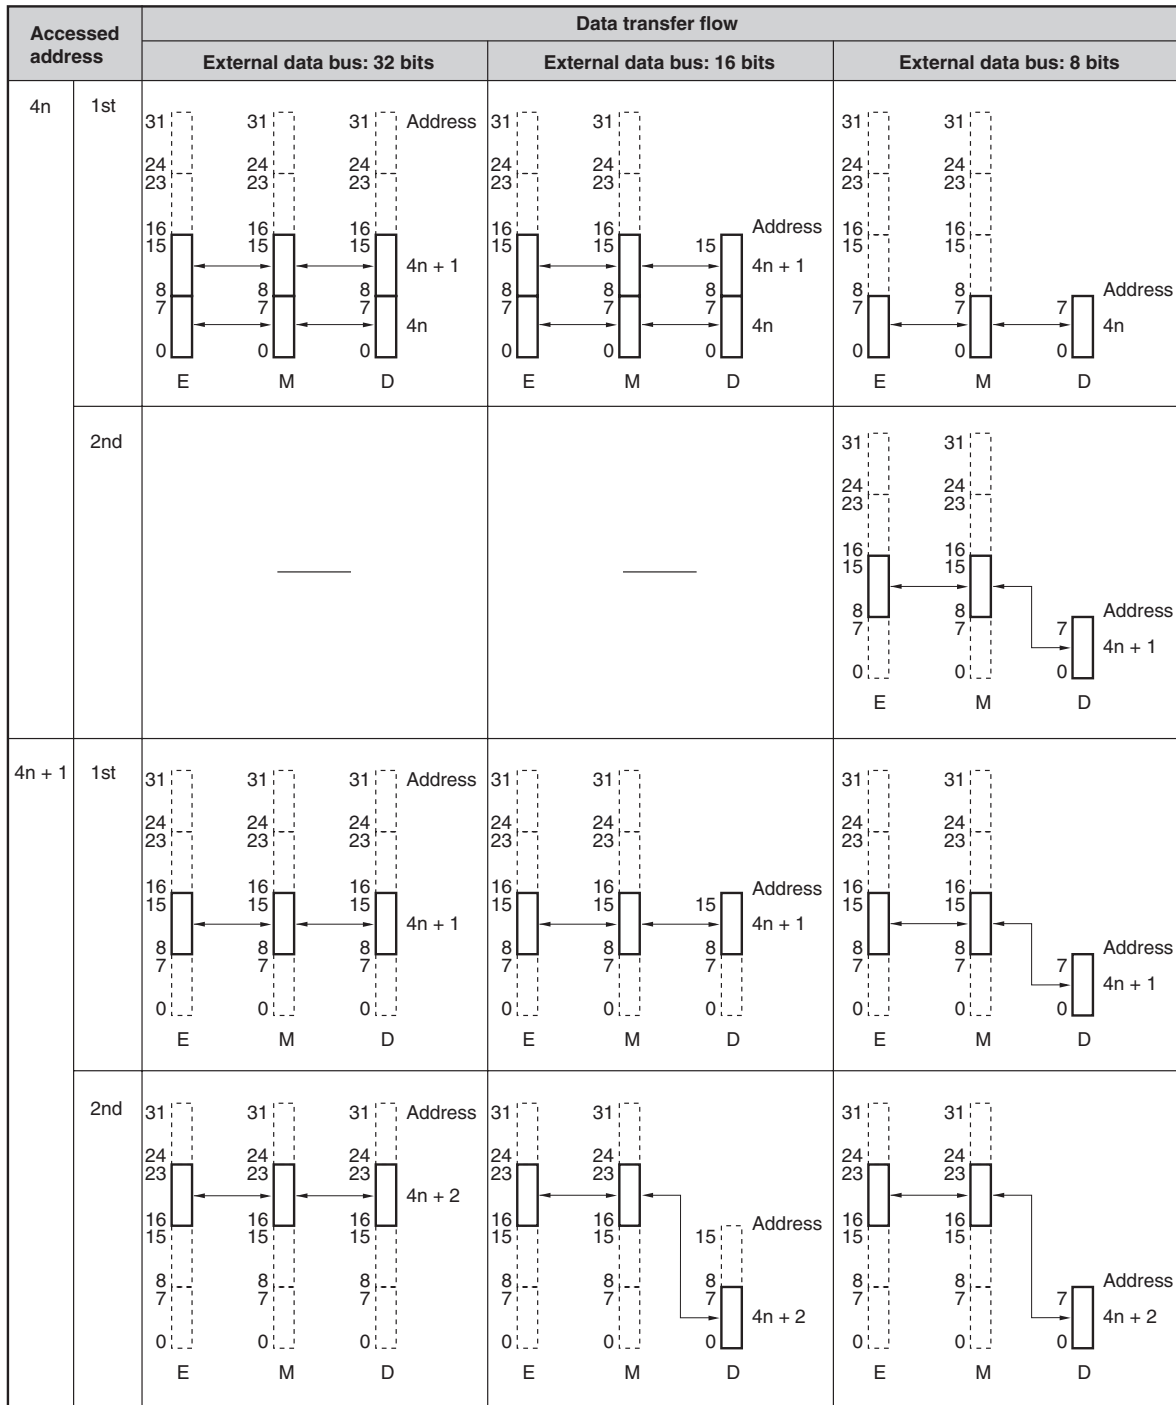 Accessed address
Data transfer flow
External data bus: 32 bits
External data bus: 16 bits
External data bus: 8 bits
4n
1st
31 31 31 Address
24 24 24
23 23 23
16 16 16
15 15 15
4n + 1
8 8 8
7 7 7
4n
0 0 0
E M D
31 31
24 24
23 23
16 16 Address
15 15 15
4n + 1
8 8 8
7 7 7
4n
0 0 0
E M D
31 31
24 24
23 23
16 16
15 15
8 8 Address
7 7 7
4n
0 0 0
E M D
2nd
31 31
24 24
23 23
16 16
15 15
8 8 Address
7 7 7
4n + 1
0 0 0
E M D
4n + 1
1st
31 31 31 Address
24 24 24
23 23 23
16 16 16
15 15 15
4n + 1
8 8 8
7 7 7
0 0 0
E M D
31 31
24 24
23 23
16 16 Address
15 15 15
4n + 1
8 8 8
7 7 7
0 0 0
E M D
31 31
24 24
23 23
16 16
15 15
8 8 Address
7 7 7
4n + 1
0 0 0
E M D
2nd
31 31 31 Address
24 24 24
23 23 23
4n + 2
16 16 16
15 15 15
8 8 8
7 7 7
0 0 0
E M D
31 31
24 24
23 23
16 16 Address
15 15 15
8 8 8
7 7 7
4n + 2
0 0 0
E M D
31 31
24 24
23 23
16 16
15 15
8 8 Address
7 7 7
4n + 2
0 0 0
E M D